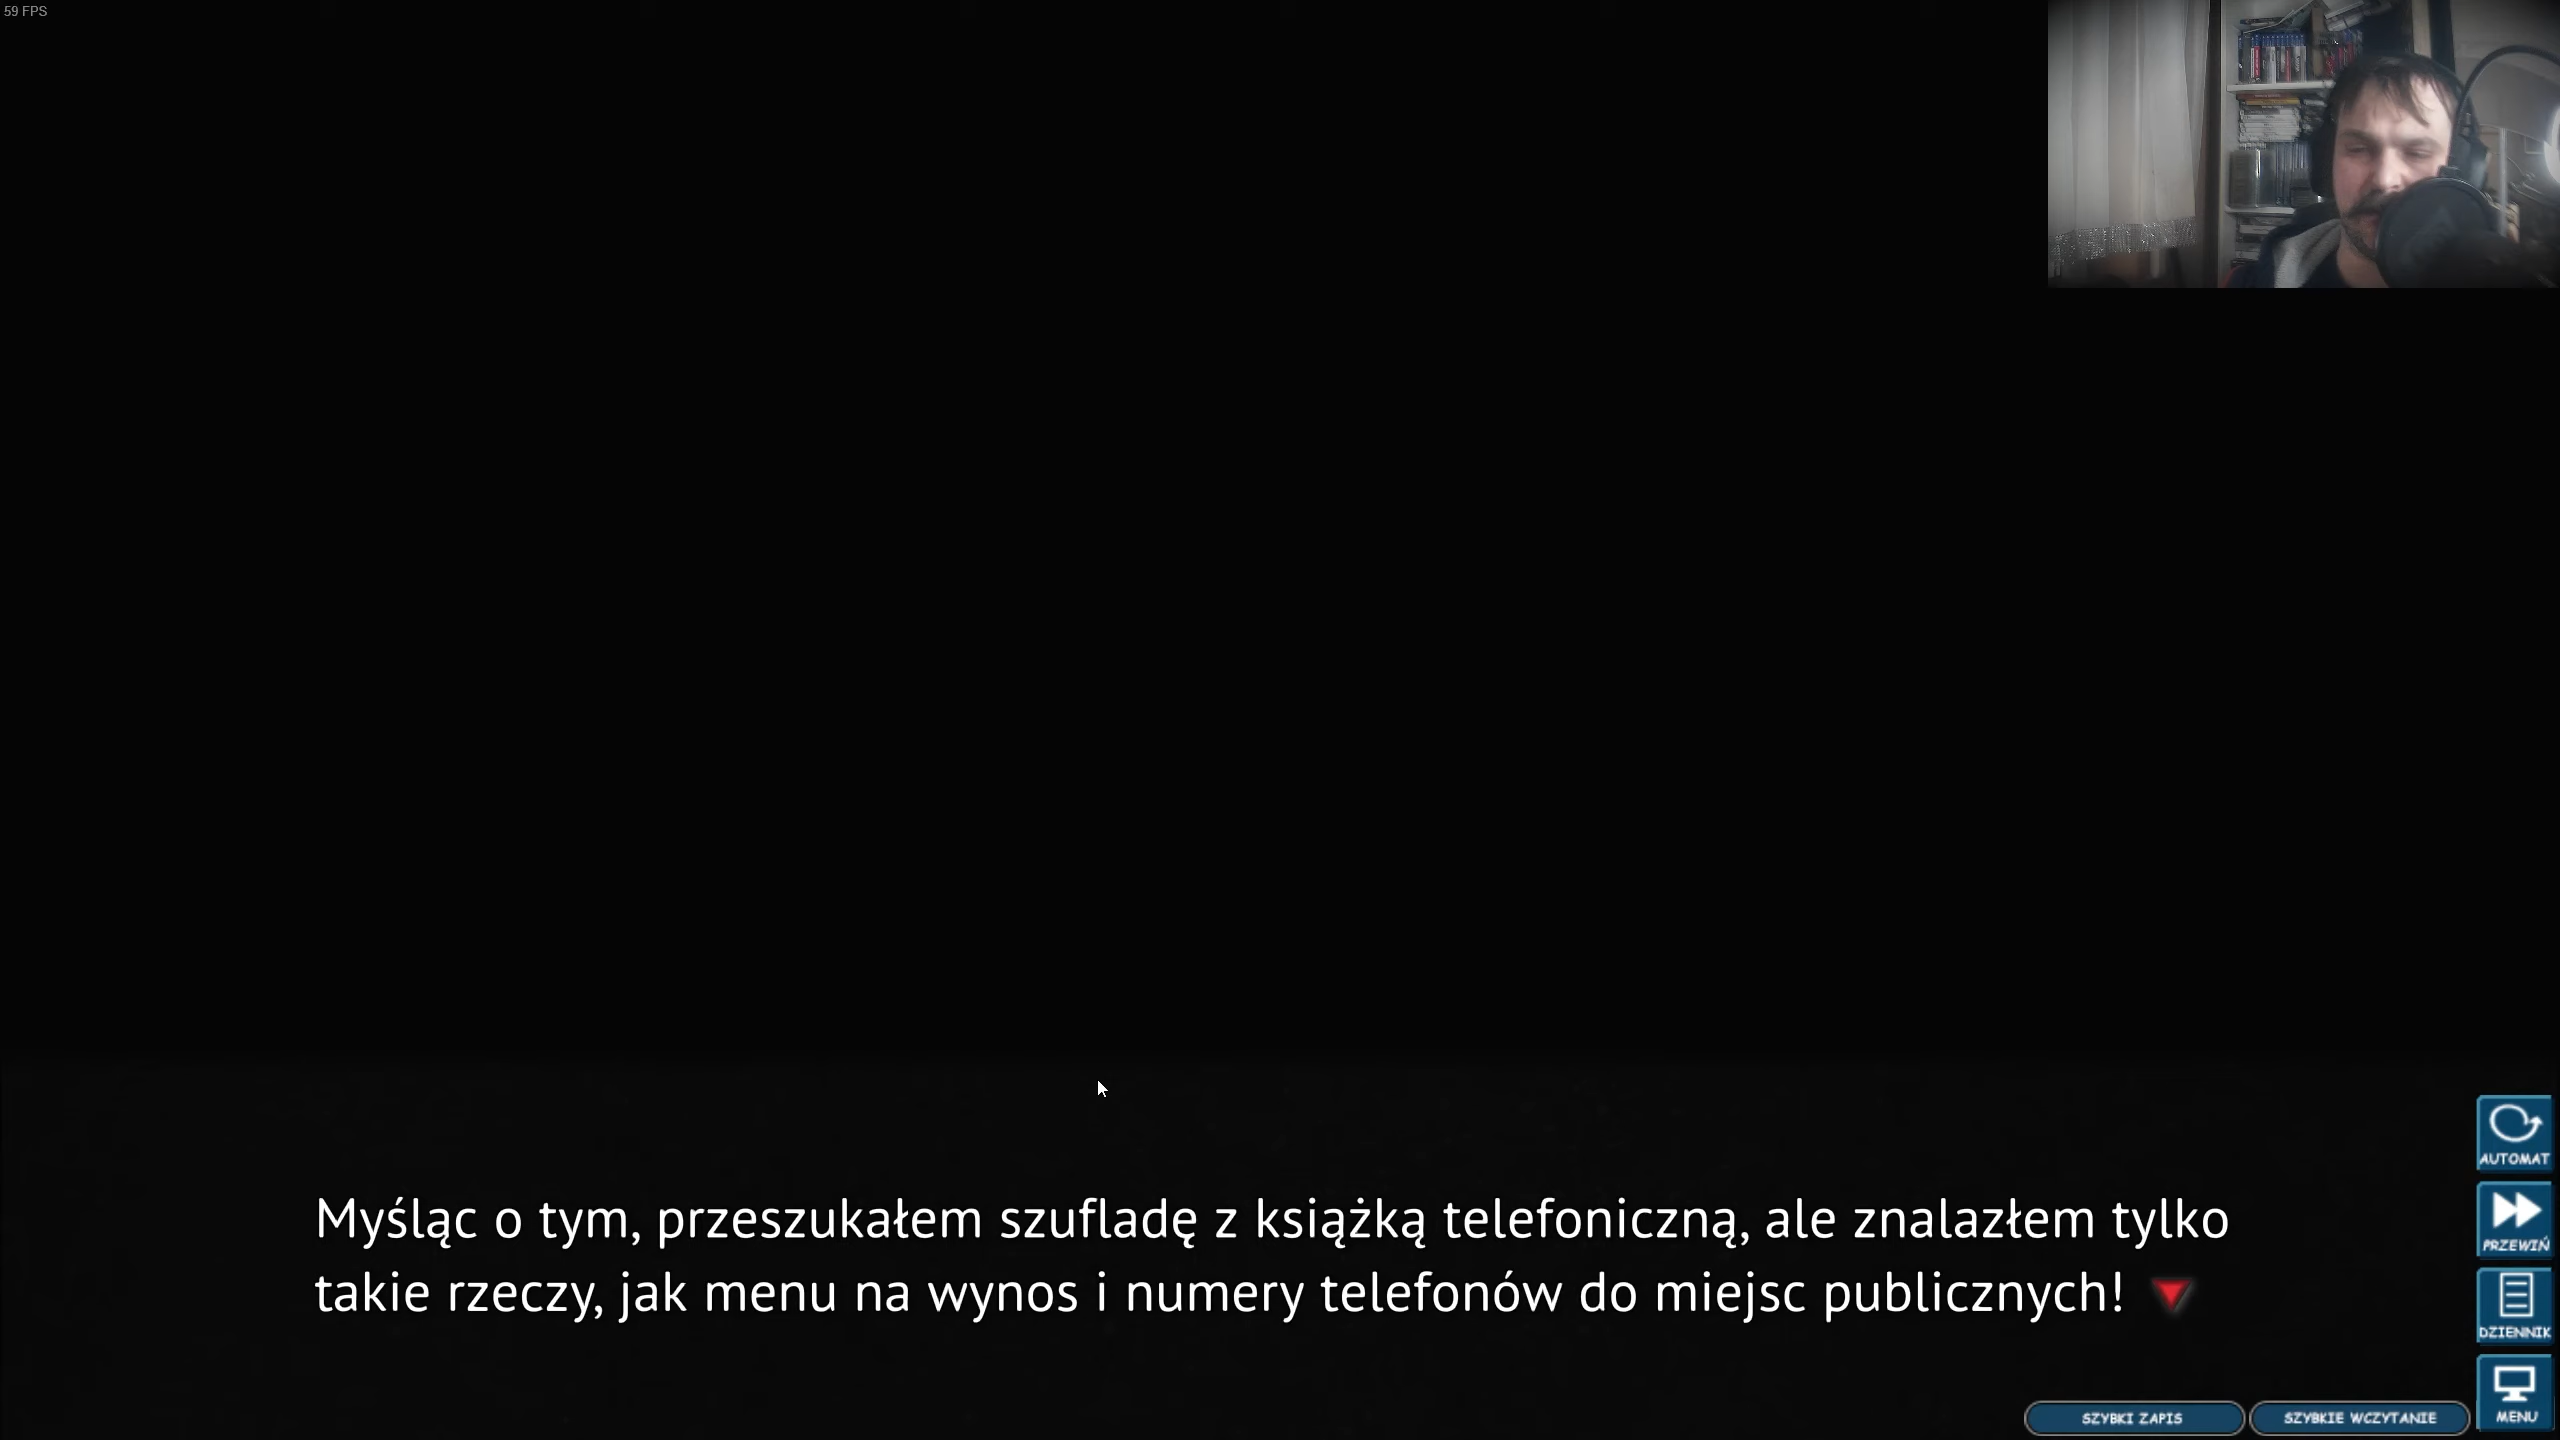 59 FPS
Myśląc o tym, przeszukałem szufladę z książką telefoniczną, ale znalazłem tylko
takie rzeczy, jak menu na wynos i numery telefonów do miejsc publicznych!
AUTOMAT
PRZEWIŃ
DZIENNIK
MENU
SZYBKI ZAPIS
SZYBKIE WCZYTANIE